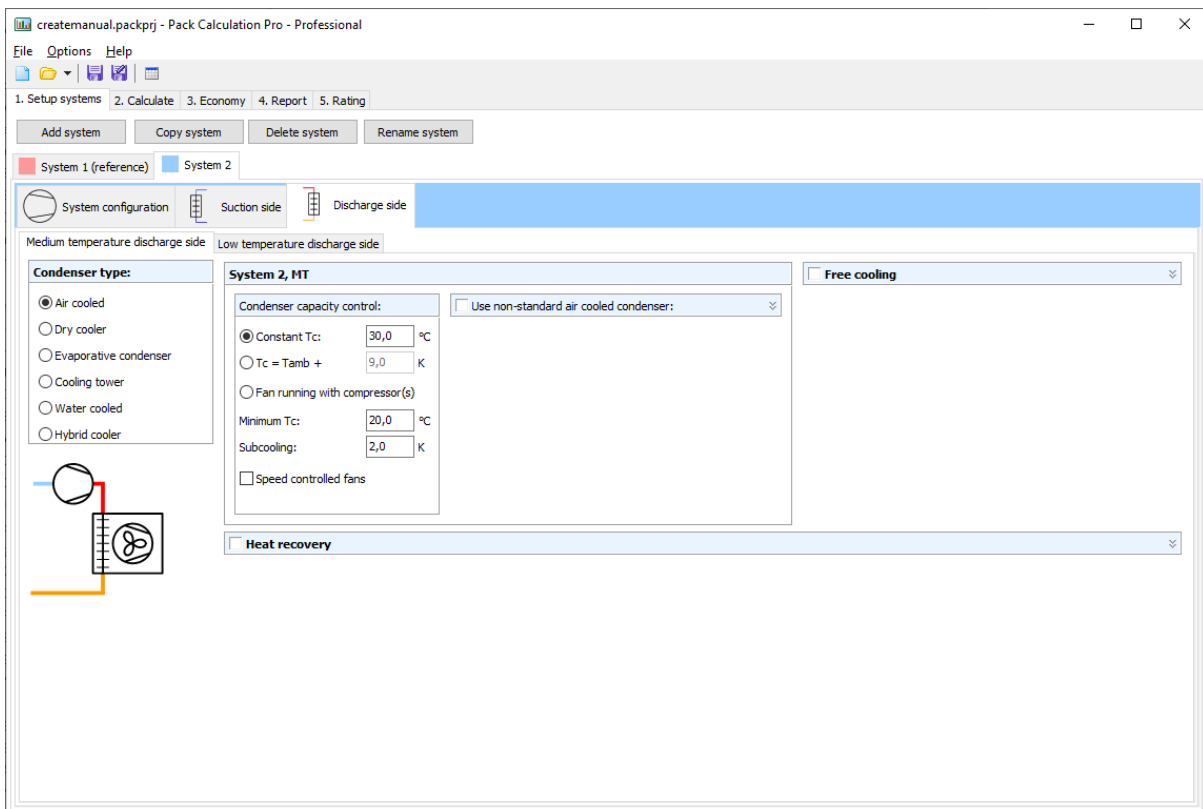 createmanual.packprj - Pack Calculation Pro - Professional
File Options Help
1. Setup systems 2. Calculate 3. Economy 4. Report 5. Rating
Add system Copy system Delete system Rename system
System 1 (reference) System 2
System configuration Suction side Discharge side
Medium temperature discharge side Low temperature discharge side
Condenser type:
Air cooled
Dry cooler
Evaporative condenser
Cooling tower
Water cooled
Hybrid cooler
System 2, MT
Condenser capacity control:
Constant Tc: 30,0 ºC
Tc = Tamb + 9,0 K
Fan running with compressor(s)
Minimum Tc: 20,0 ºC
Subcooling: 2,0 K
Speed controlled fans
Use non-standard air cooled condenser:
Free cooling
Heat recovery